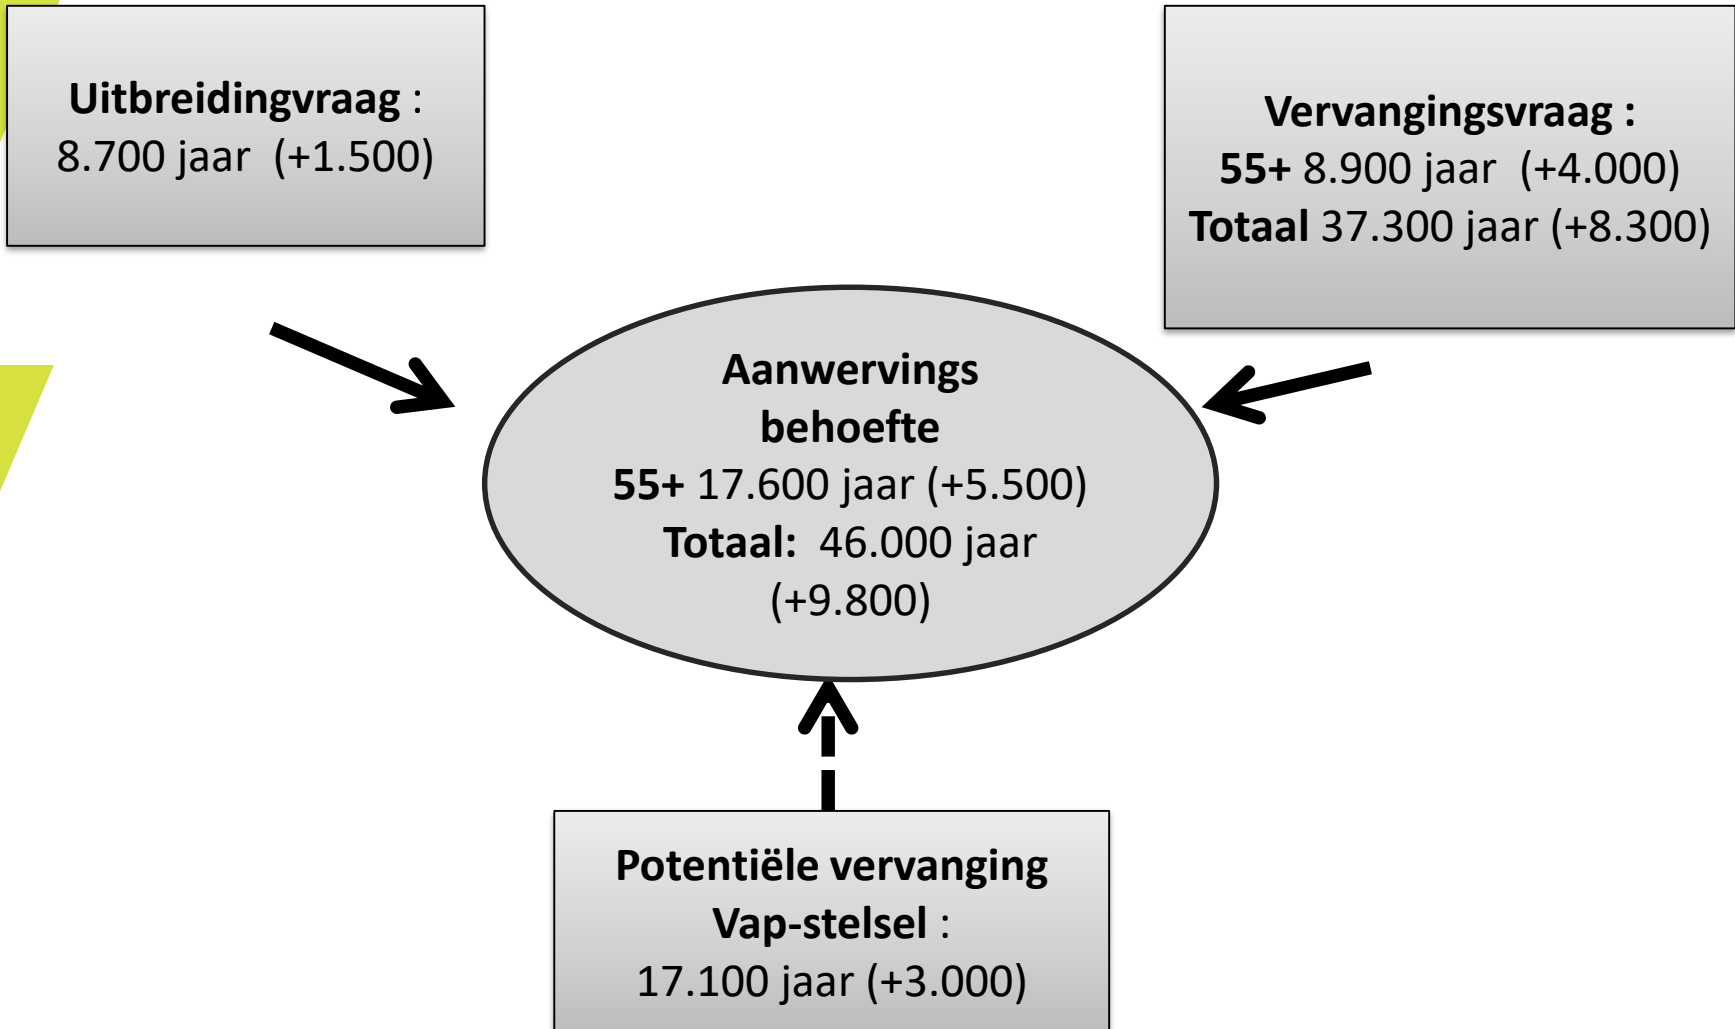 Uitbreidingvraag :
8.700 jaar (+1.500)
Vervangingsvraag :
55+ 8.900 jaar (+4.000)
Totaal 37.300 jaar (+8.300)
Aanwervings
behoefte
55+ 17.600 jaar (+5.500)
Totaal: 46.000 jaar
(+9.800)
Potentiële vervanging
Vap-stelsel :
17.100 jaar (+3.000)